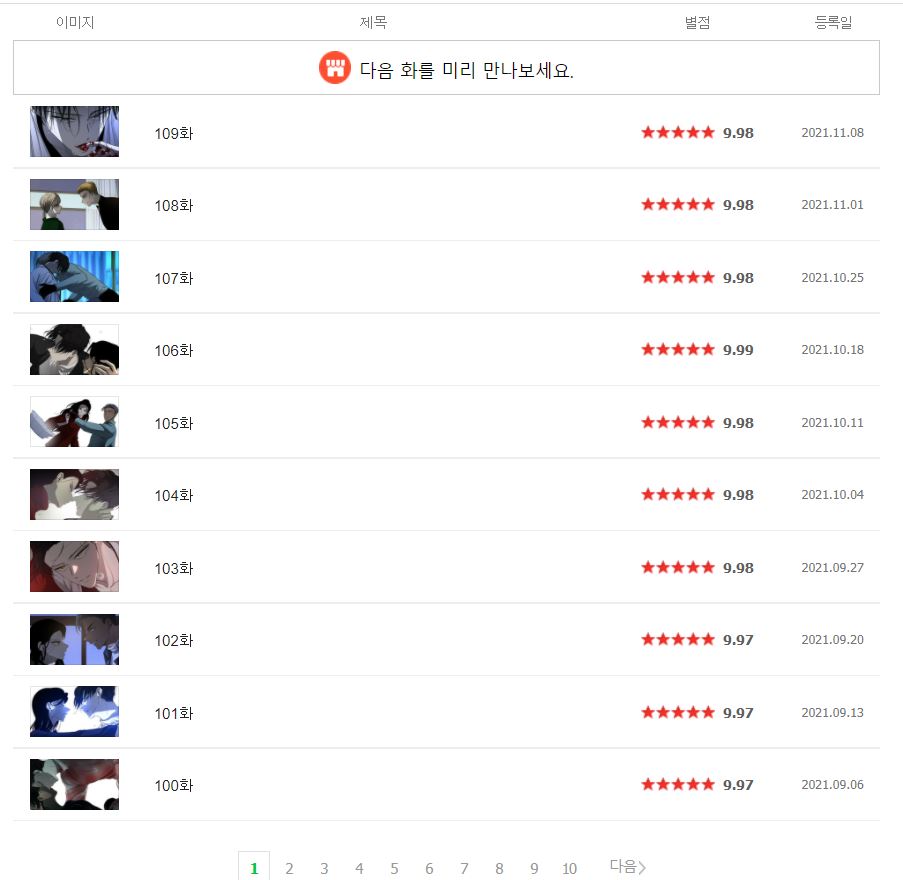 이미지 제목 별점 등록일
다음 화를 미리 만나보세요.
109화 9.98 2021.11.08
108화 9.98 2021.11.01
107화 9.98 2021.10.25
106화 9.99 2021.10.18
105화 9.98 2021.10.11
104화 9.98 2021.10.04
103화 9.98 2021.09.27
102화 9.97 2021.09.20
101화 9.97 2021.09.13
100화 9.97 2021.09.06
1 2 3 4 5 6 7 8 9 10 다음